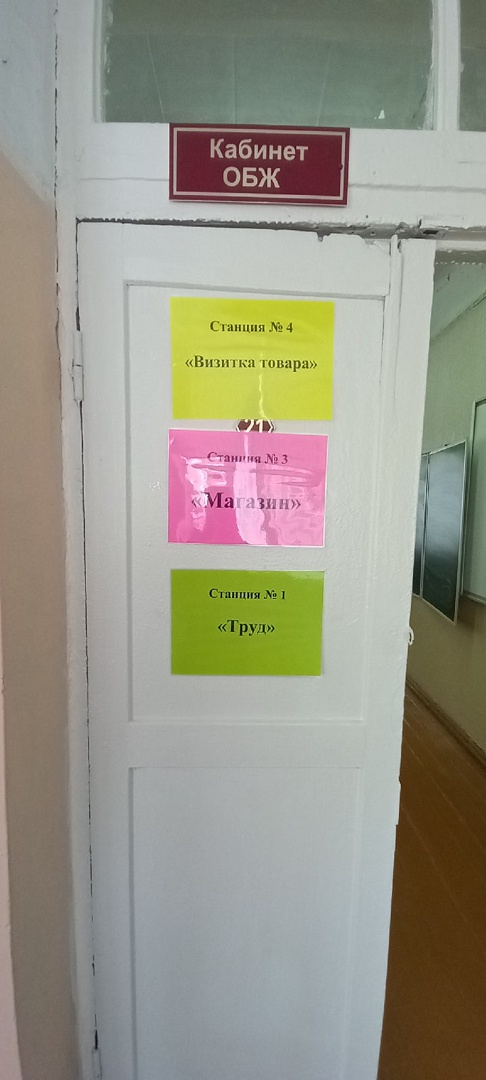 Кабинет
ОБЖ
Станция № 4
«Визитка товара»
21
Станция № 3
«Магазин»
Станция № 1
«Труд»